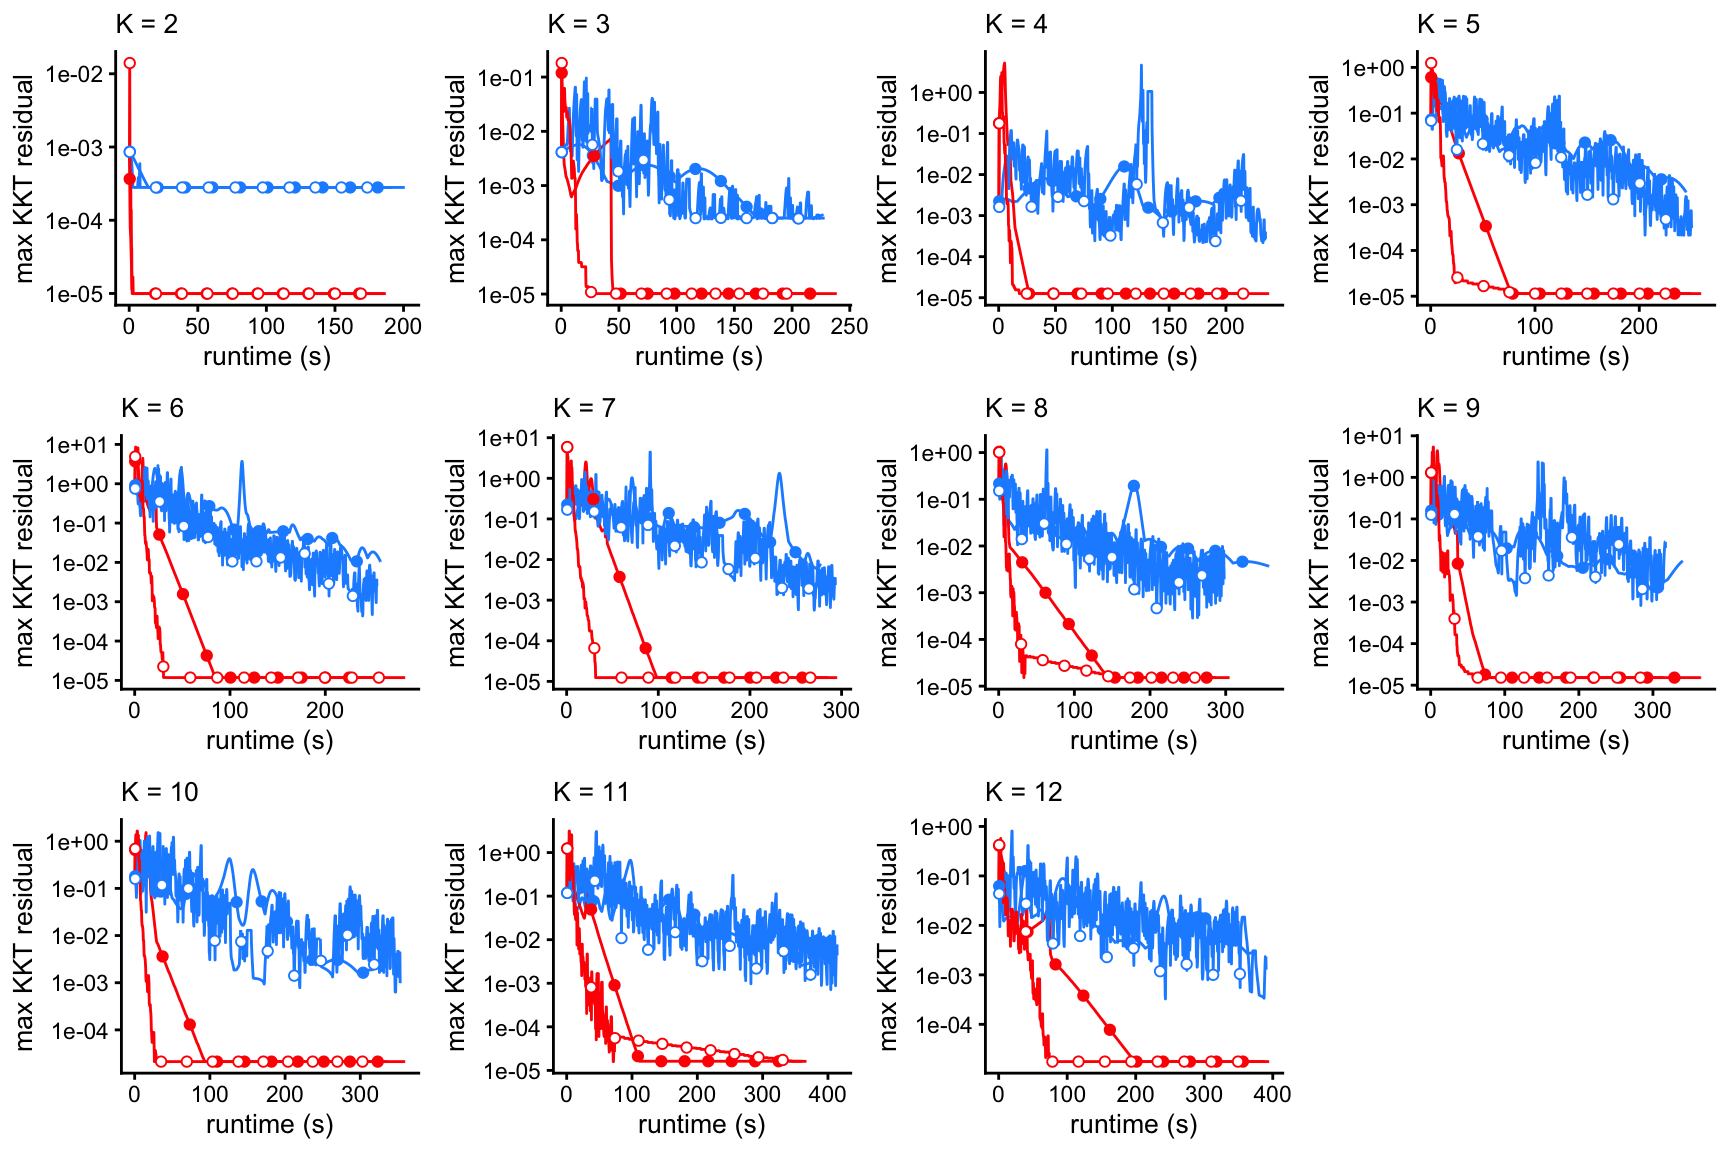 K = 2
max KKT residual
1e-02
1e-03
1e-04
1e-05
0 50 100 150 200
runtime (s)
K = 3
max KKT residual
1e-01
1e-02
1e-03
1e-04
1e-05
0 50 100 150 200 250
runtime (s)
K = 4
max KKT residual
1e+00
1e-01
1e-02
1e-03
1e-04
1e-05
0 50 100 150 200
runtime (s)
K = 5
max KKT residual
1e+00
1e-01
1e-02
1e-03
1e-04
1e-05
0 100 200
runtime (s)
K = 6
max KKT residual
1e+01
1e+00
1e-01
1e-02
1e-03
1e-04
1e-05
0 100 200
runtime (s)
K = 7
max KKT residual
1e+01
1e+00
1e-01
1e-02
1e-03
1e-04
1e-05
0 100 200 300
runtime (s)
K = 8
max KKT residual
1e+00
1e-01
1e-02
1e-03
1e-04
1e-05
0 100 200 300
runtime (s)
K = 9
max KKT residual
1e+01
1e+00
1e-01
1e-02
1e-03
1e-04
1e-05
0 100 200 300
runtime (s)
K = 10
max KKT residual
1e+00
1e-01
1e-02
1e-03
1e-04
0 100 200 300
runtime (s)
K = 11
max KKT residual
1e+00
1e-01
1e-02
1e-03
1e-04
1e-05
0 100 200 300 400
runtime (s)
K = 12
max KKT residual
1e+00
1e-01
1e-02
1e-03
1e-04
0 100 200 300 400
runtime (s)